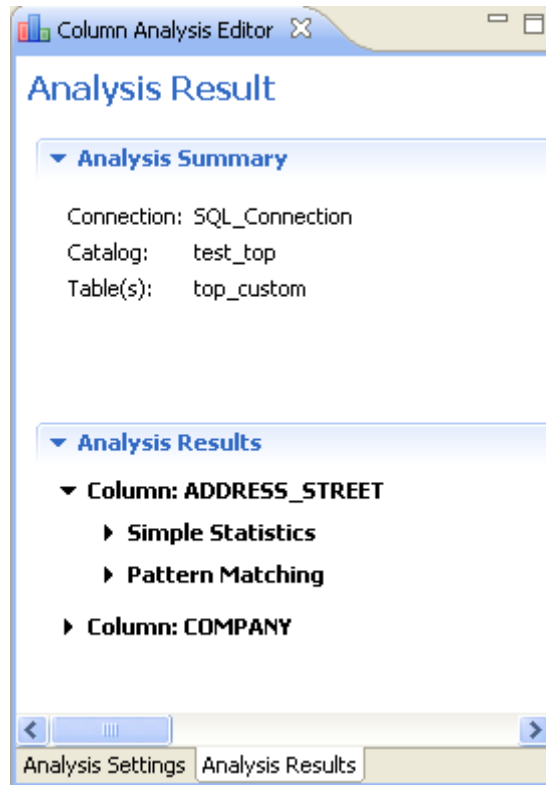 Column Analysis Editor
Analysis Result
Analysis Summary
Connection: SQL_Connection
Catalog: test_top
Table(s): top_custom
Analysis Results
Column: ADDRESS_STREET
Simple Statistics
Pattern Matching
Column: COMPANY
Analysis Settings Analysis Results